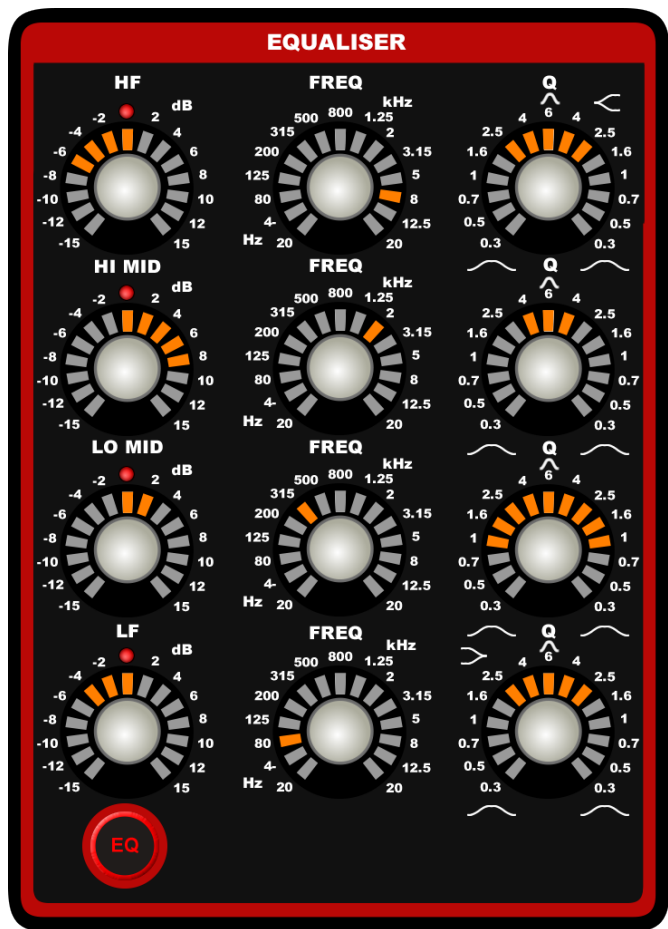 EQUALISER
HF
dB
-2 2
-4 4
-6 6
-8 8
-10 10
-12 12
-15 15
FREQ
kHz
500 800 1.25
315 2
200 3.15
125 5
80 8
4- 12.5
Hz 20 20
Q
4 6 4
2.5 2.5
1.6 1.6
1 1
0.7 0.7
0.5 0.5
0.3 0.3
HI MID
dB
-2 2
-4 4
-6 6
-8 8
-10 10
-12 12
-15 15
FREQ
kHz
500 800 1.25
315 2
200 3.15
125 5
80 8
4- 12.5
Hz 20 20
Q
4 6 4
2.5 2.5
1.6 1.6
1 1
0.7 0.7
0.5 0.5
0.3 0.3
LO MID
dB
-2 2
-4 4
-6 6
-8 8
-10 10
-12 12
-15 15
FREQ
kHz
500 800 1.25
315 2
200 3.15
125 5
80 8
4- 12.5
Hz 20 20
Q
4 6 4
2.5 2.5
1.6 1.6
1 1
0.7 0.7
0.5 0.5
0.3 0.3
LF
dB
-2 2
-4 4
-6 6
-8 8
-10 10
-12 12
-15 15
FREQ
kHz
500 800 1.25
315 2
200 3.15
125 5
80 8
4- 12.5
Hz 20 20
Q
4 6 4
2.5 2.5
1.6 1.6
1 1
0.7 0.7
0.5 0.5
0.3 0.3
EQ